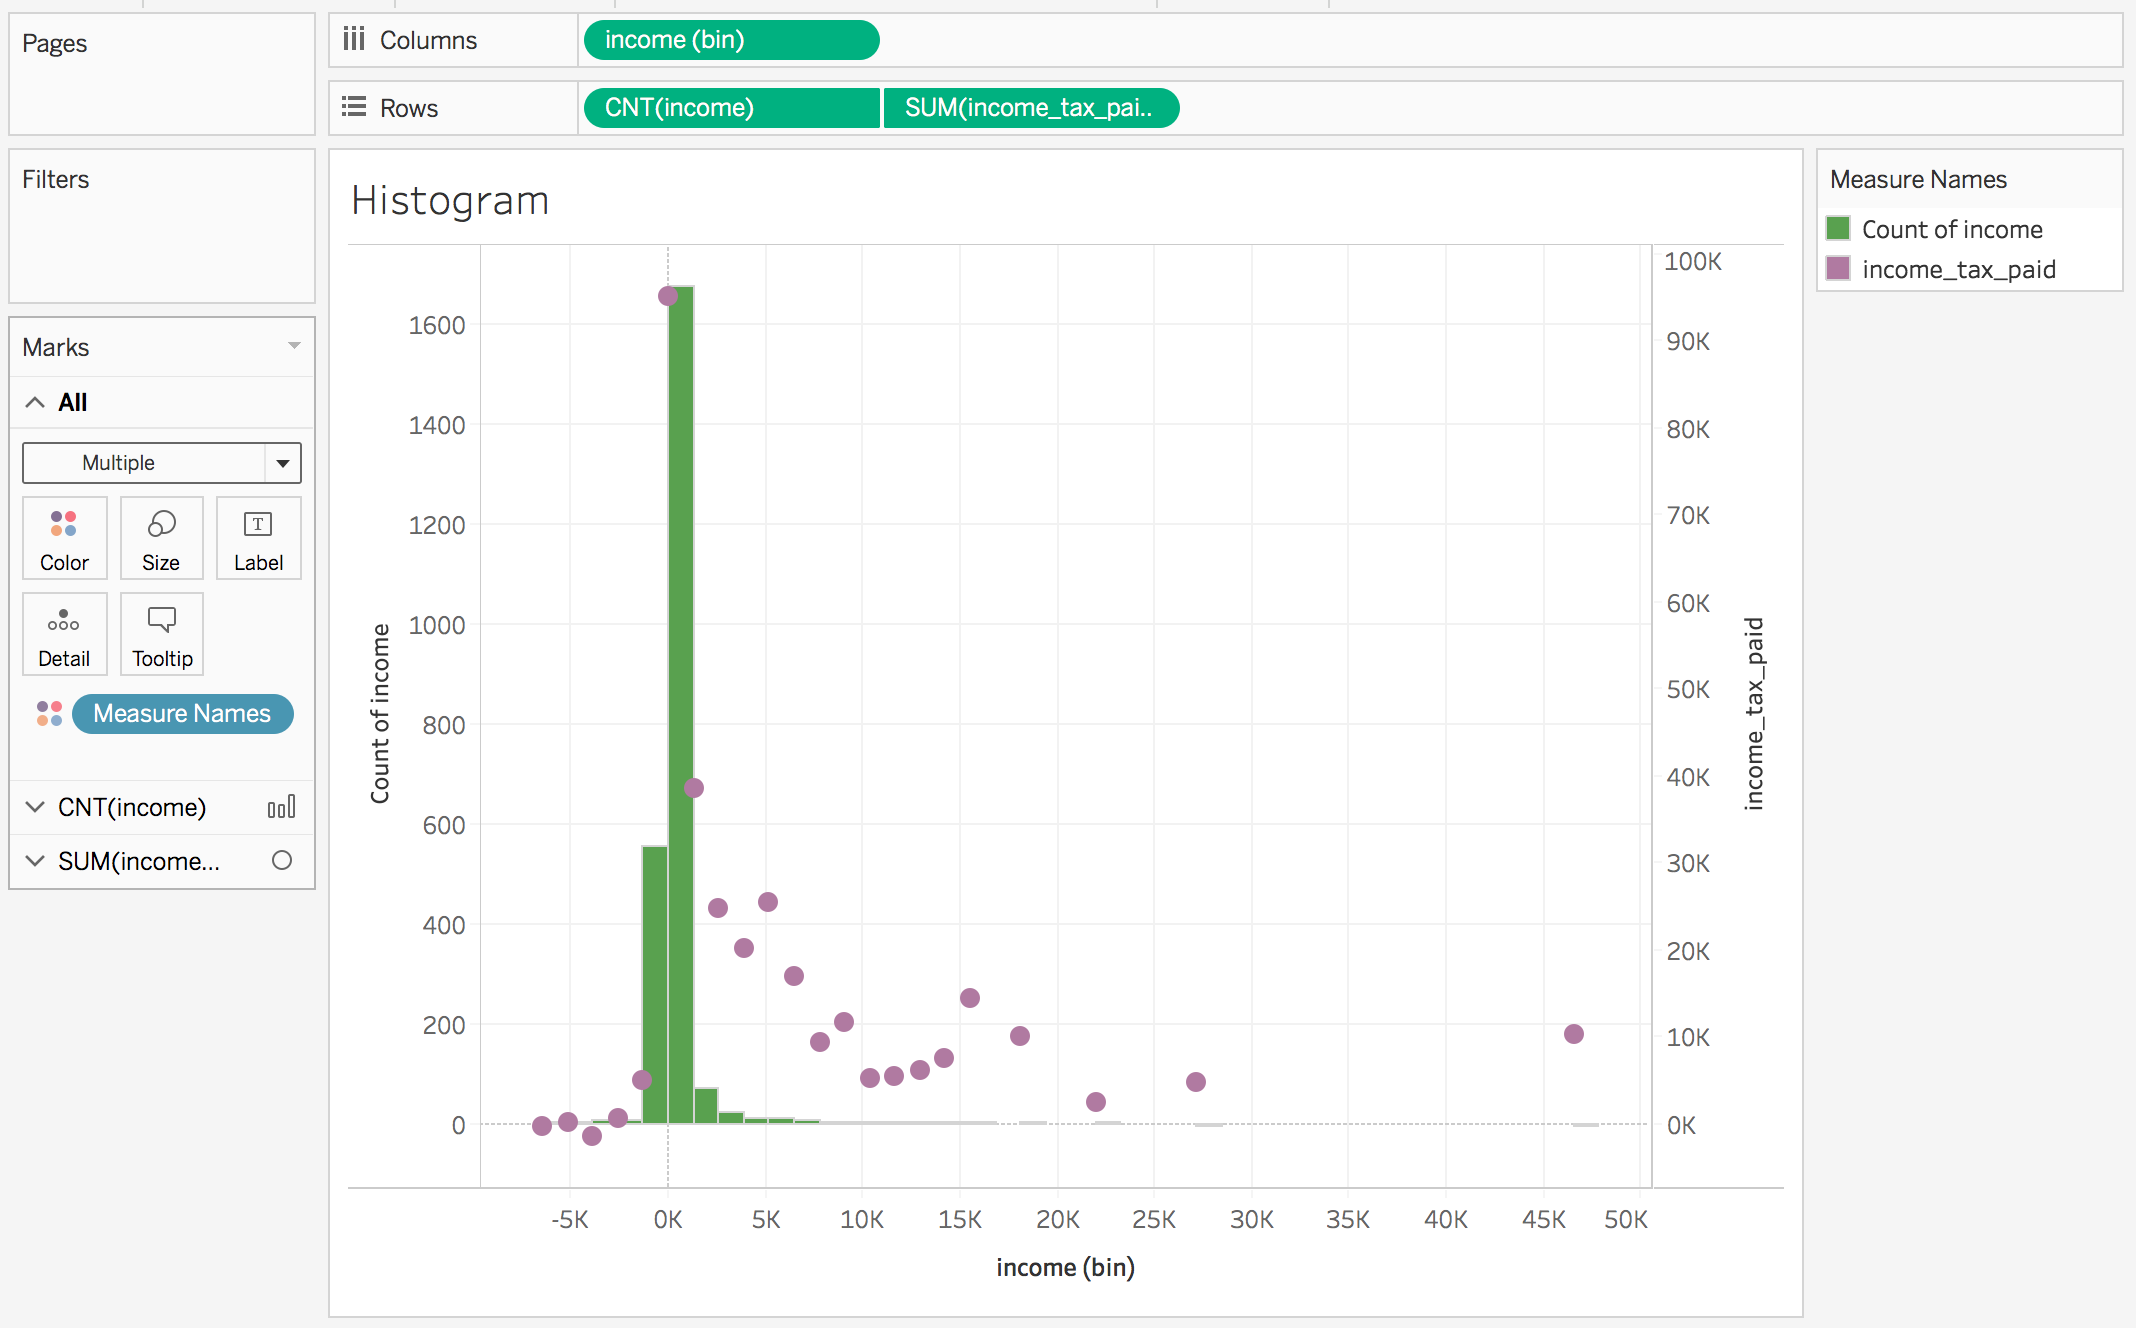 Pages
Columns
income (bin)
Rows
CNT(income)
SUM(income_tax_pai..
Filters
Marks
All
Multiple
Color
Size
T
Label
Detail
Tooltip
Measure Names
CNT(income)
SUM(income...
Histogram
Count of income
1600
1400
1200
1000
800
600
400
200
0
100K
90K
80K
70K
60K
50K
40K
30K
20K
10K
0K
income_tax_paid
-5K 0K 5K 10K 15K 20K 25K 30K 35K 40K 45K 50K
income (bin)
Measure Names
Count of income
income_tax_paid